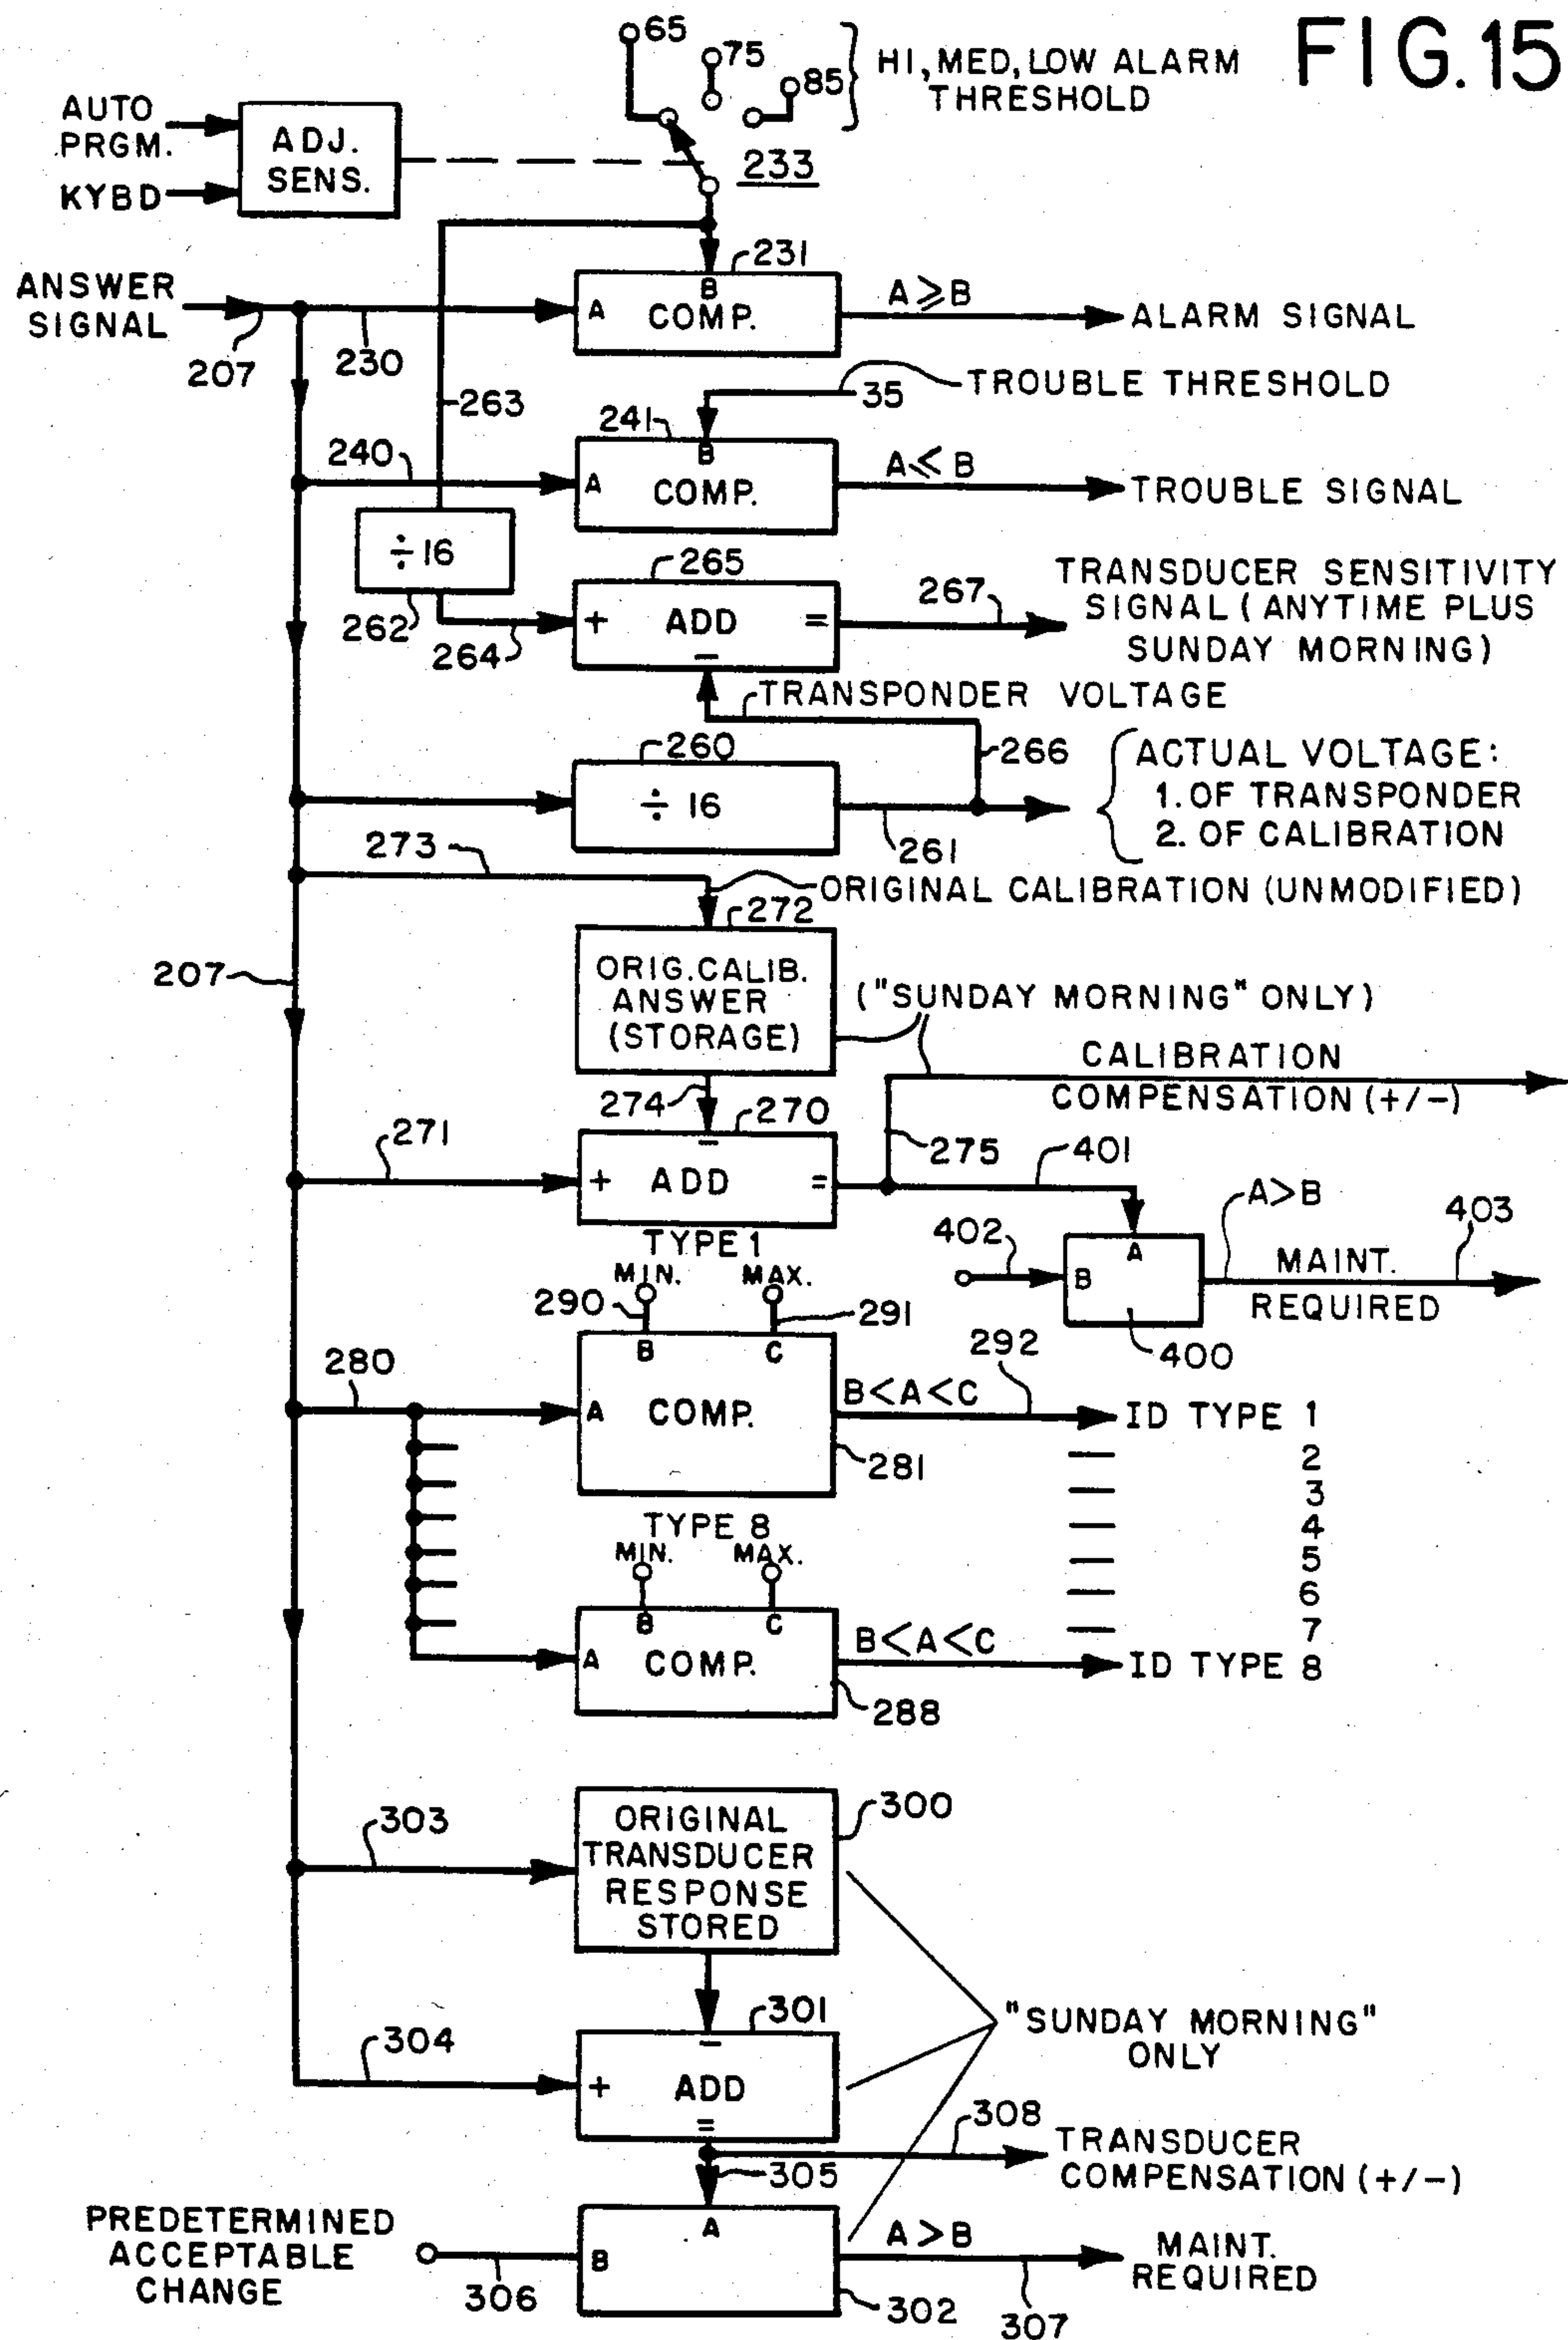 FIG.15
65
75
85
HI, MED, LOW ALARM
THRESHOLD
AUTO
PRGM.
KYBD
ADJ.
SENS.
233
231
ANSWER
SIGNAL
207
230
A
B
COMP.
A≥B
ALARM SIGNAL
263
35
TROUBLE THRESHOLD
241
240
A
B
COMP.
A≤B
TROUBLE SIGNAL
÷16
262
264
265
+
ADD
=
−
267
TRANSDUCER SENSITIVITY
SIGNAL (ANYTIME PLUS
SUNDAY MORNING)
TRANSPONDER VOLTAGE
260
÷ 16
266
261
ACTUAL VOLTAGE:
1. OF TRANSPONDER
2. OF CALIBRATION
273
ORIGINAL CALIBRATION (UNMODIFIED)
272
207
ORIG. CALIB.
ANSWER
(STORAGE)
("SUNDAY MORNING" ONLY)
CALIBRATION
COMPENSATION (+/−)
274
270
271
−
+
ADD
=
275
401
402
A
B
400
A>B
MAINT.
REQUIRED
403
TYPE 1
MIN.
MAX.
290
291
280
B
C
A
COMP.
281
B<A<C
292
ID TYPE 1
2
3
4
5
6
7
TYPE 8
MIN.
MAX.
B
C
A
COMP.
288
B<A<C
ID TYPE 8
303
ORIGINAL
TRANSDUCER
RESPONSE
STORED
300
301
304
−
+
ADD
=
"SUNDAY MORNING"
ONLY
308
TRANSDUCER
COMPENSATION (+/−)
305
PREDETERMINED
ACCEPTABLE
CHANGE
306
A
B
302
A>B
307
MAINT.
REQUIRED